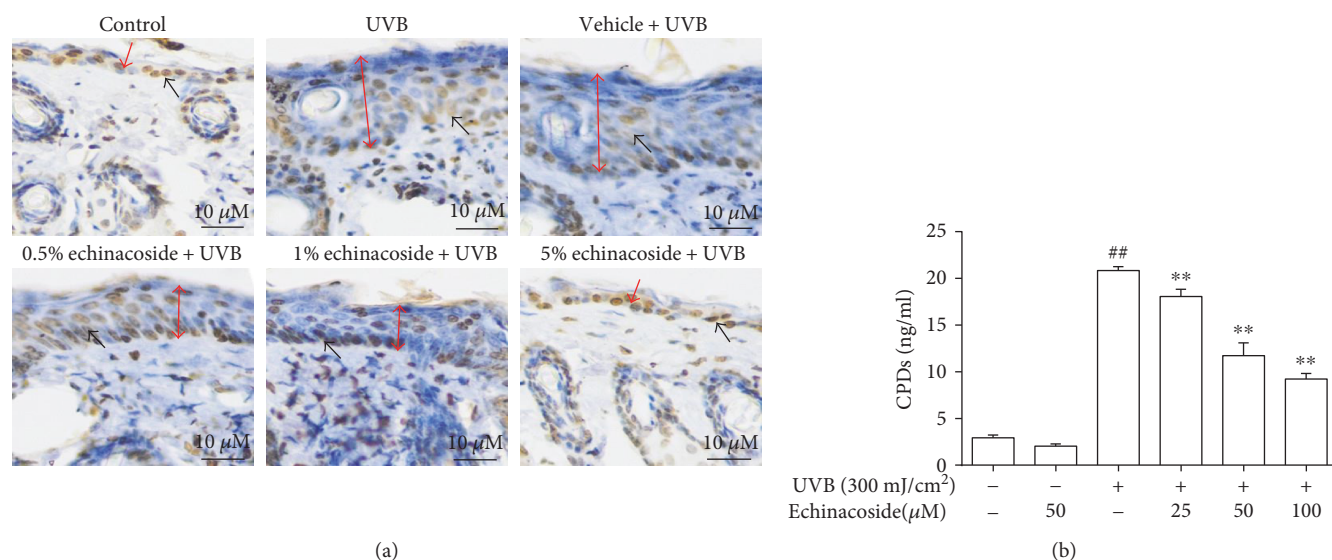 Control UVB Vehicle + UVB
10 μM 10 μM 10 μM
0.5% echinacoside + UVB 1% echinacoside + UVB 5% echinacoside + UVB
10 μM 10 μM 10 μM
(a)
25
20
15
10
5
0
CPDs (ng/ml)
##
**
**
**
UVB (300 mJ/cm²) − − + + + +
Echinacoside(μM) − 50 − 25 50 100
(b)